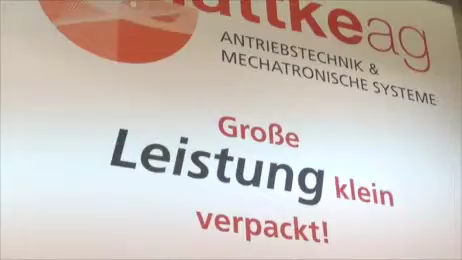 ANTRIEBSTECHNIK &
MECHATRONISCHE SYSTEME
Große
Leistung klein
verpackt!